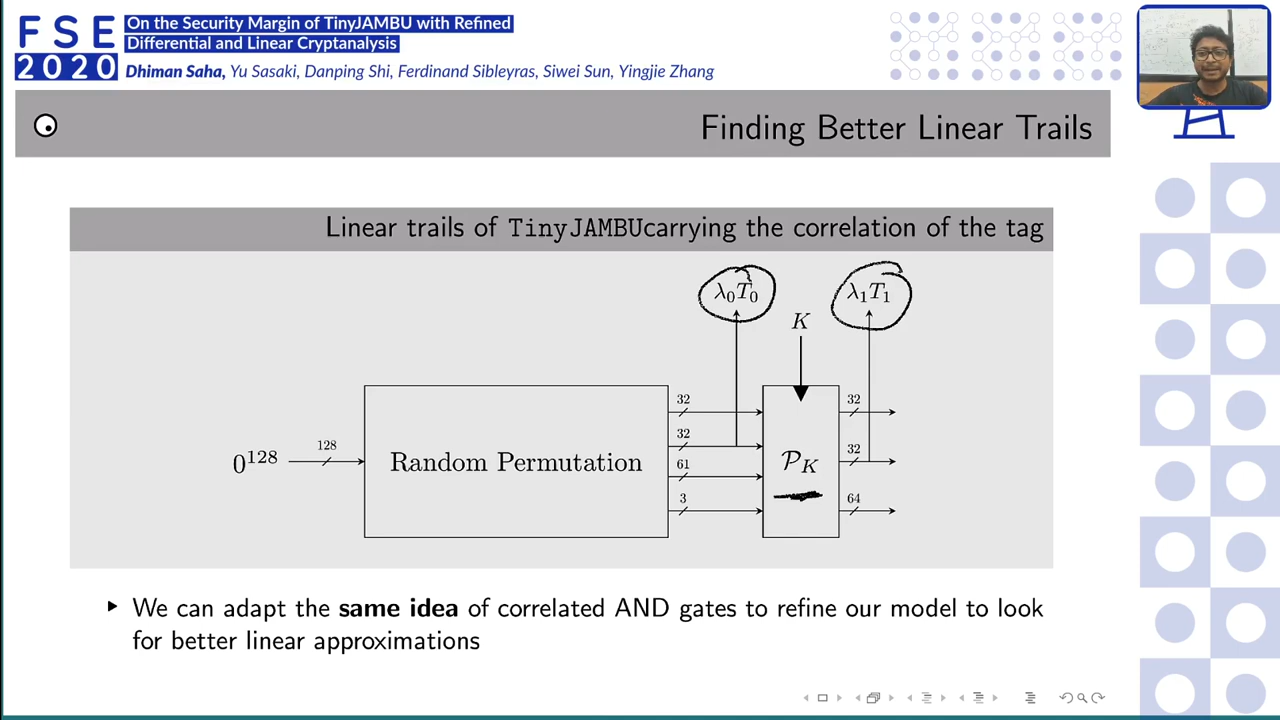 FSE
2020
On the Security Margin of TinyJAMBU with Refined
Differential and Linear Cryptanalysis
Dhiman Saha, Yu Sasaki, Danping Shi, Ferdinand Sibleyras, Siwei Sun, Yingjie Zhang
Finding Better Linear Trails
Linear trails of TinyJAMBUcarrying the correlation of the tag
λ₀T₀
λ₁T₁
K
0¹²⁸
128
Random Permutation
32
32
61
3
𝒫_K
32
32
64
We can adapt the same idea of correlated AND gates to refine our model to look
for better linear approximations